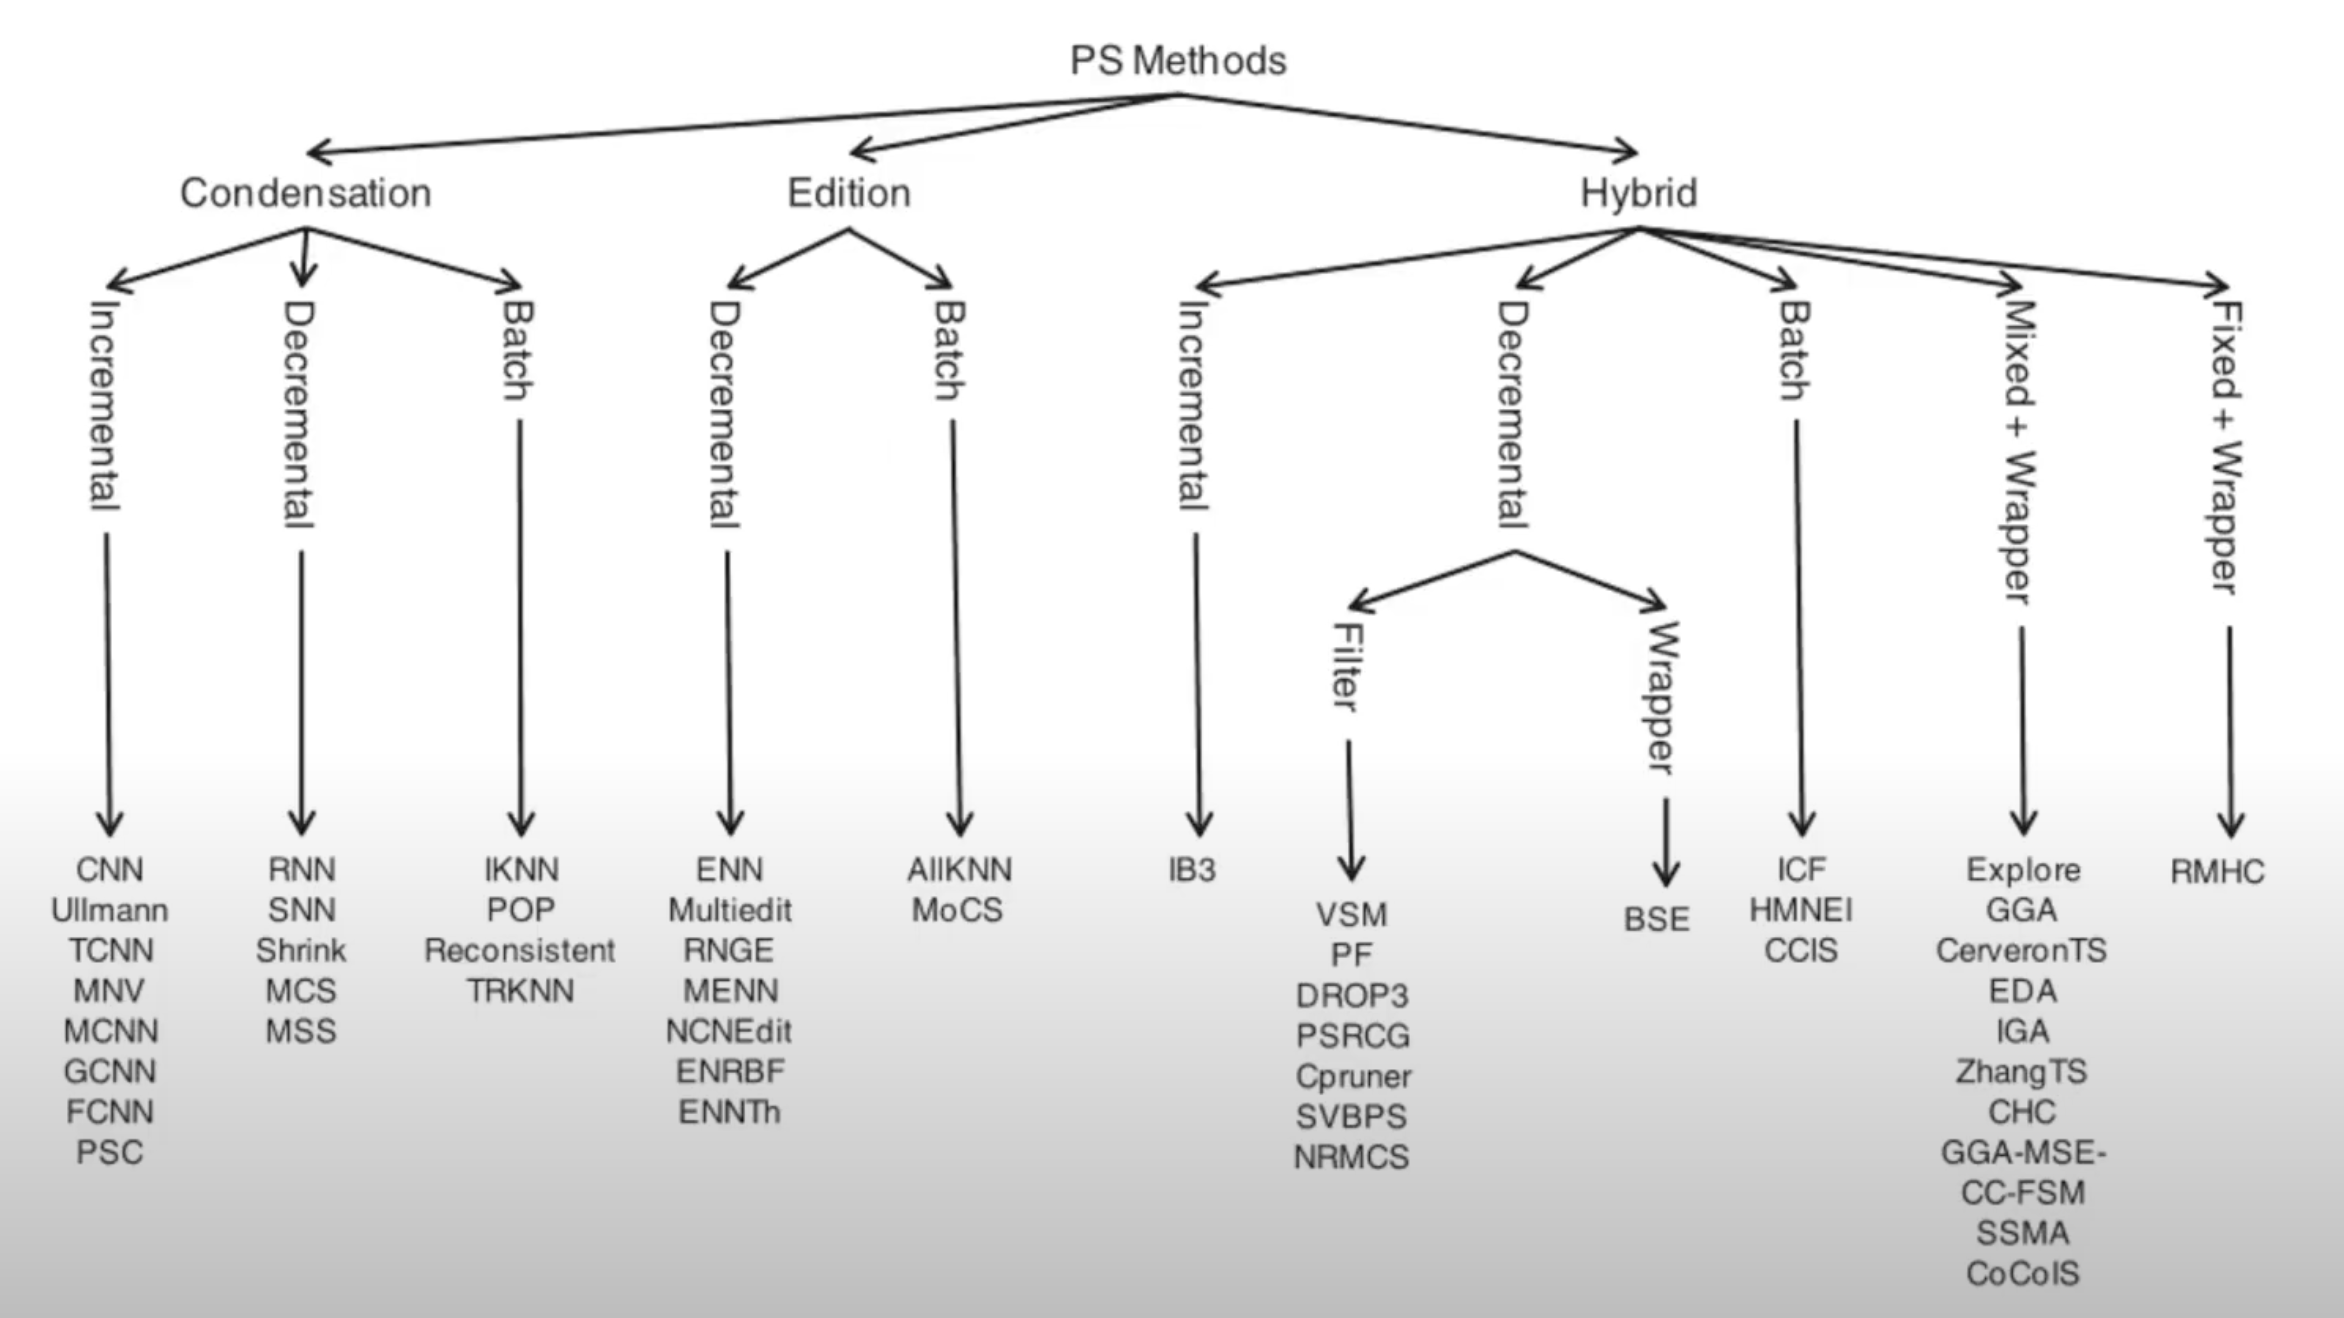 PS Methods
Condensation
Edition
Hybrid
Incremental
Decremental
Batch
Decremental
Batch
Incremental
Decremental
Batch
Mixed + Wrapper
Fixed + Wrapper
Filter
Wrapper
CNN
Ullmann
TCNN
MNV
MCNN
GCNN
FCNN
PSC
RNN
SNN
Shrink
MCS
MSS
IKNN
POP
Reconsistent
TRKNN
ENN
Multiedit
RNGE
MENN
NCNEdit
ENRBF
ENNTh
AllKNN
MoCS
IB3
VSM
PF
DROP3
PSRCG
Cpruner
SVBPS
NRMCS
BSE
ICF
HMNEI
CCIS
Explore
GGA
CerveronTS
EDA
IGA
ZhangTS
CHC
GGA-MSE-
CC-FSM
SSMA
CoCoIS
RMHC